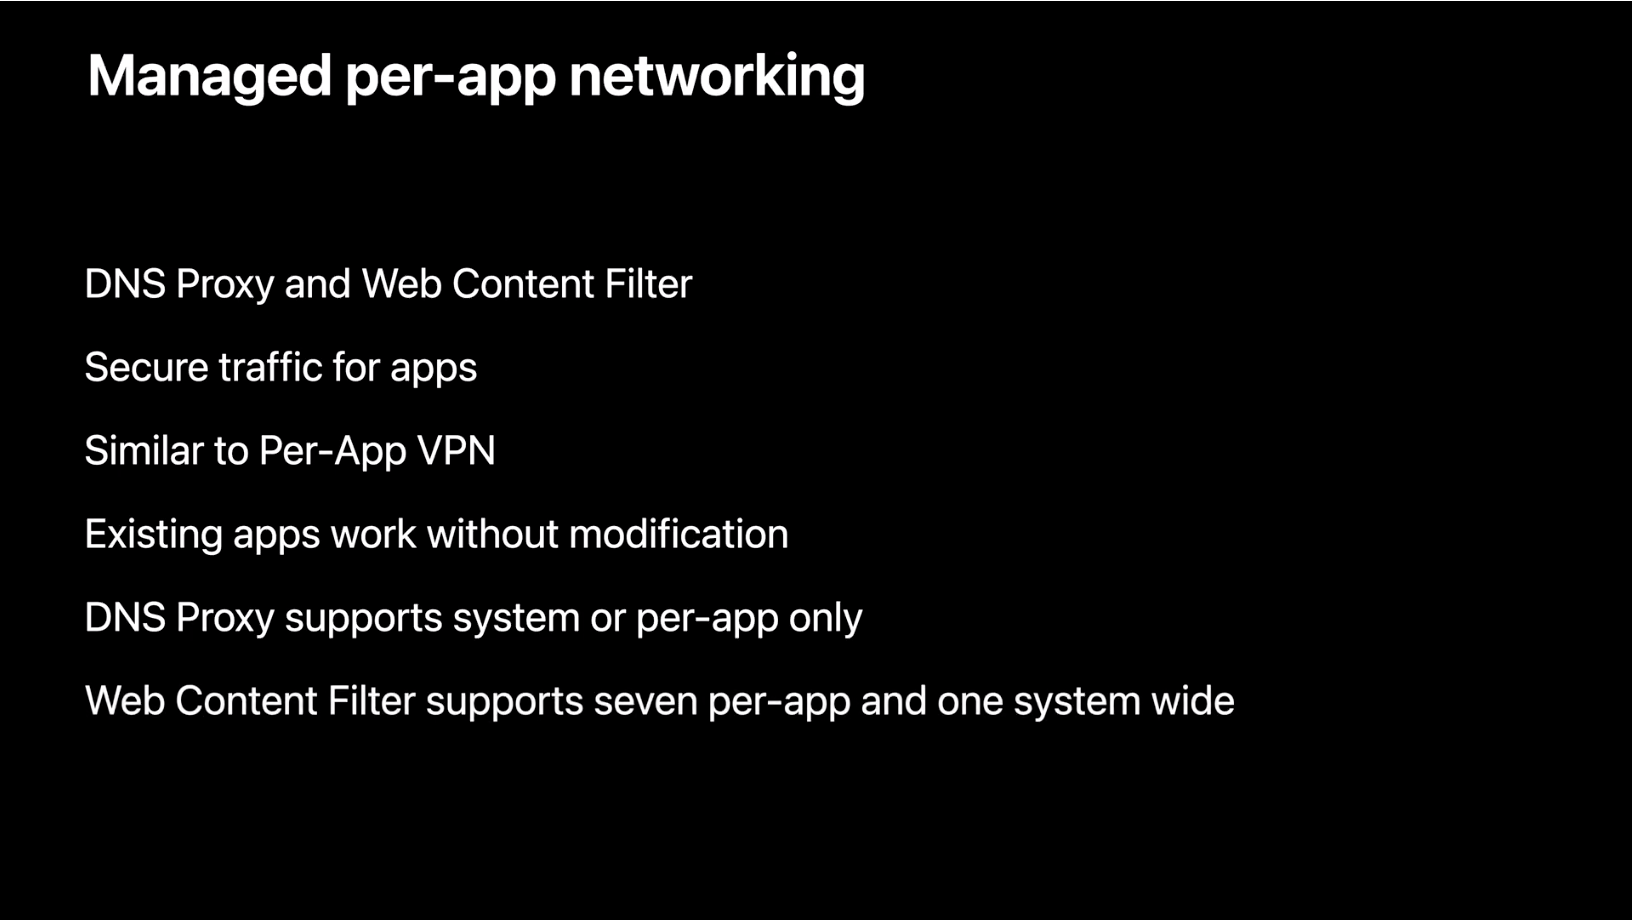 Managed per-app networking
DNS Proxy and Web Content Filter
Secure traffic for apps
Similar to Per-App VPN
Existing apps work without modification
DNS Proxy supports system or per-app only
Web Content Filter supports seven per-app and one system wide